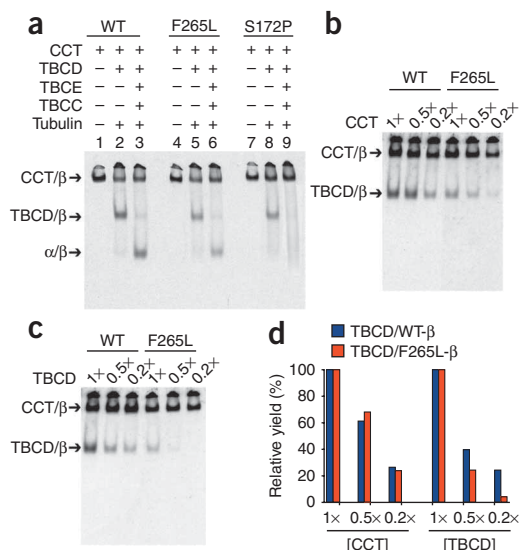 a
WT F265L S172P
CCT + + + + + + + + +
TBCD – + + – + + – + +
TBCE – – + – – + – – +
TBCC – – + – – + – – +
Tubulin – + + – + + – + +
1 2 3 4 5 6 7 8 9
CCT/β
TBCD/β
α/β
b
WT F265L
CCT 1× 0.5× 0.2× 1× 0.5× 0.2×
CCT/β
TBCD/β
c
WT F265L
TBCD 1× 0.5× 0.2× 1× 0.5× 0.2×
CCT/β
TBCD/β
d
TBCD/WT-β
TBCD/F265L-β
Relative yield (%)
100
80
60
40
20
0
1× 0.5× 0.2× 1× 0.5× 0.2×
[CCT] [TBCD]